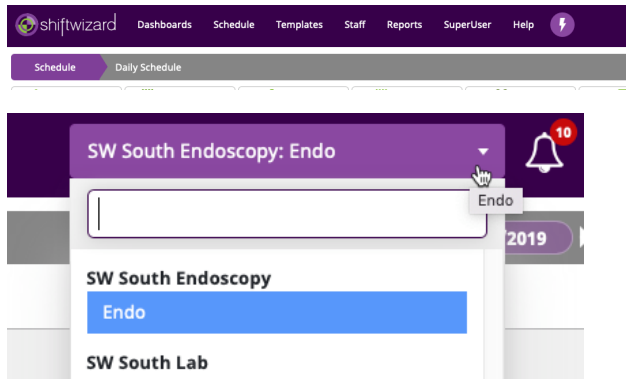 shiftwizard Dashboards Schedule Templates Staff Reports SuperUser Help
Schedule Daily Schedule
SW South Endoscopy: Endo
10
Endo
/2019
SW South Endoscopy
Endo
SW South Lab